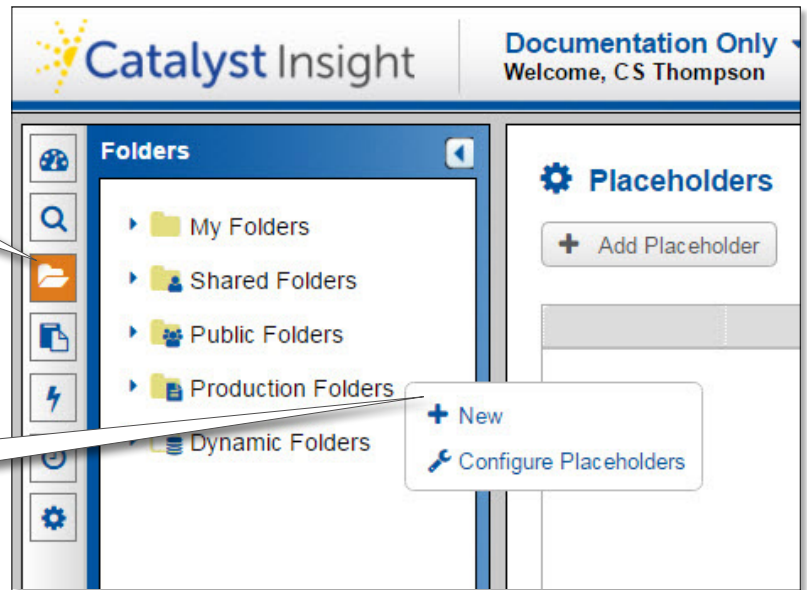 Catalyst Insight
Documentation Only
Welcome, CS Thompson
Folders
My Folders
Shared Folders
Public Folders
Production Folders
Dynamic Folders
Placeholders
Add Placeholder
New
Configure Placeholders